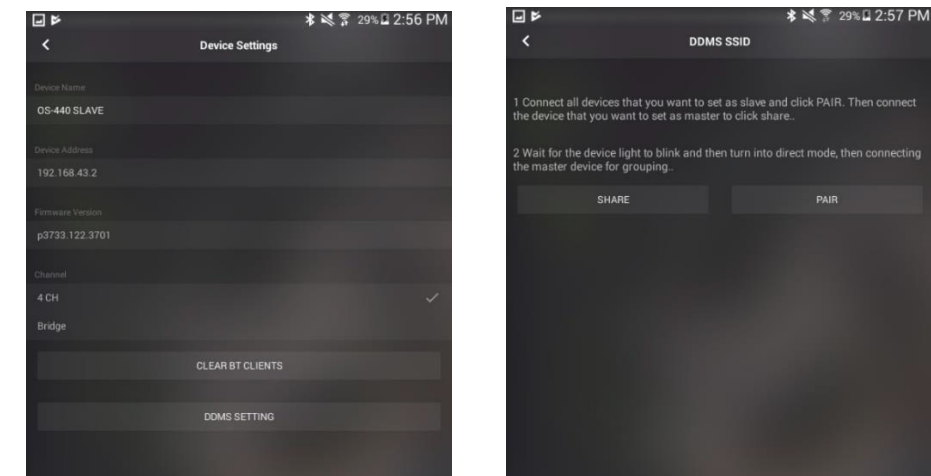 29% 2:56 PM
Device Settings
Device Name
OS-440 SLAVE
Device Address
192.168.43.2
Firmware Version
p3733.122.3701
Channel
4 CH
Bridge
CLEAR BT CLIENTS
DDMS SETTING
29% 2:57 PM
DDMS SSID
1 Connect all devices that you want to set as slave and click PAIR. Then connect
the device that you want to set as master to click share..
2 Wait for the device light to blink and then turn into direct mode, then connecting
the master device for grouping..
SHARE
PAIR